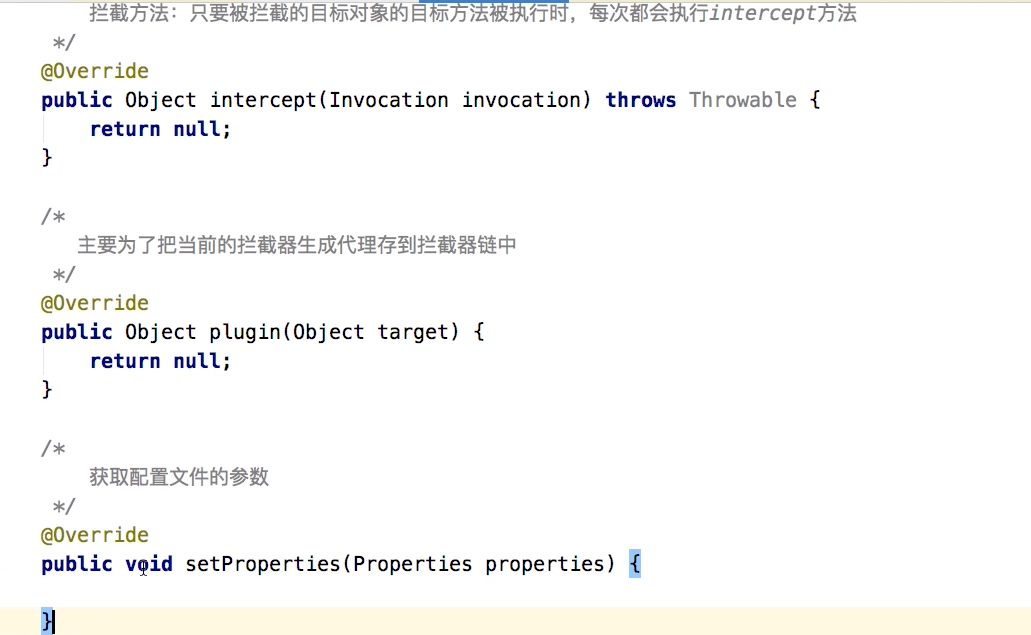 拦截方法：只要被拦截的目标对象的目标方法被执行时，每次都会执行intercept方法
*/
@Override
public Object intercept(Invocation invocation) throws Throwable {
return null;
}
/*
主要为了把当前的拦截器生成代理存到拦截器链中
*/
@Override
public Object plugin(Object target) {
return null;
}
/*
获取配置文件的参数
*/
@Override
public void setProperties(Properties properties) {
}